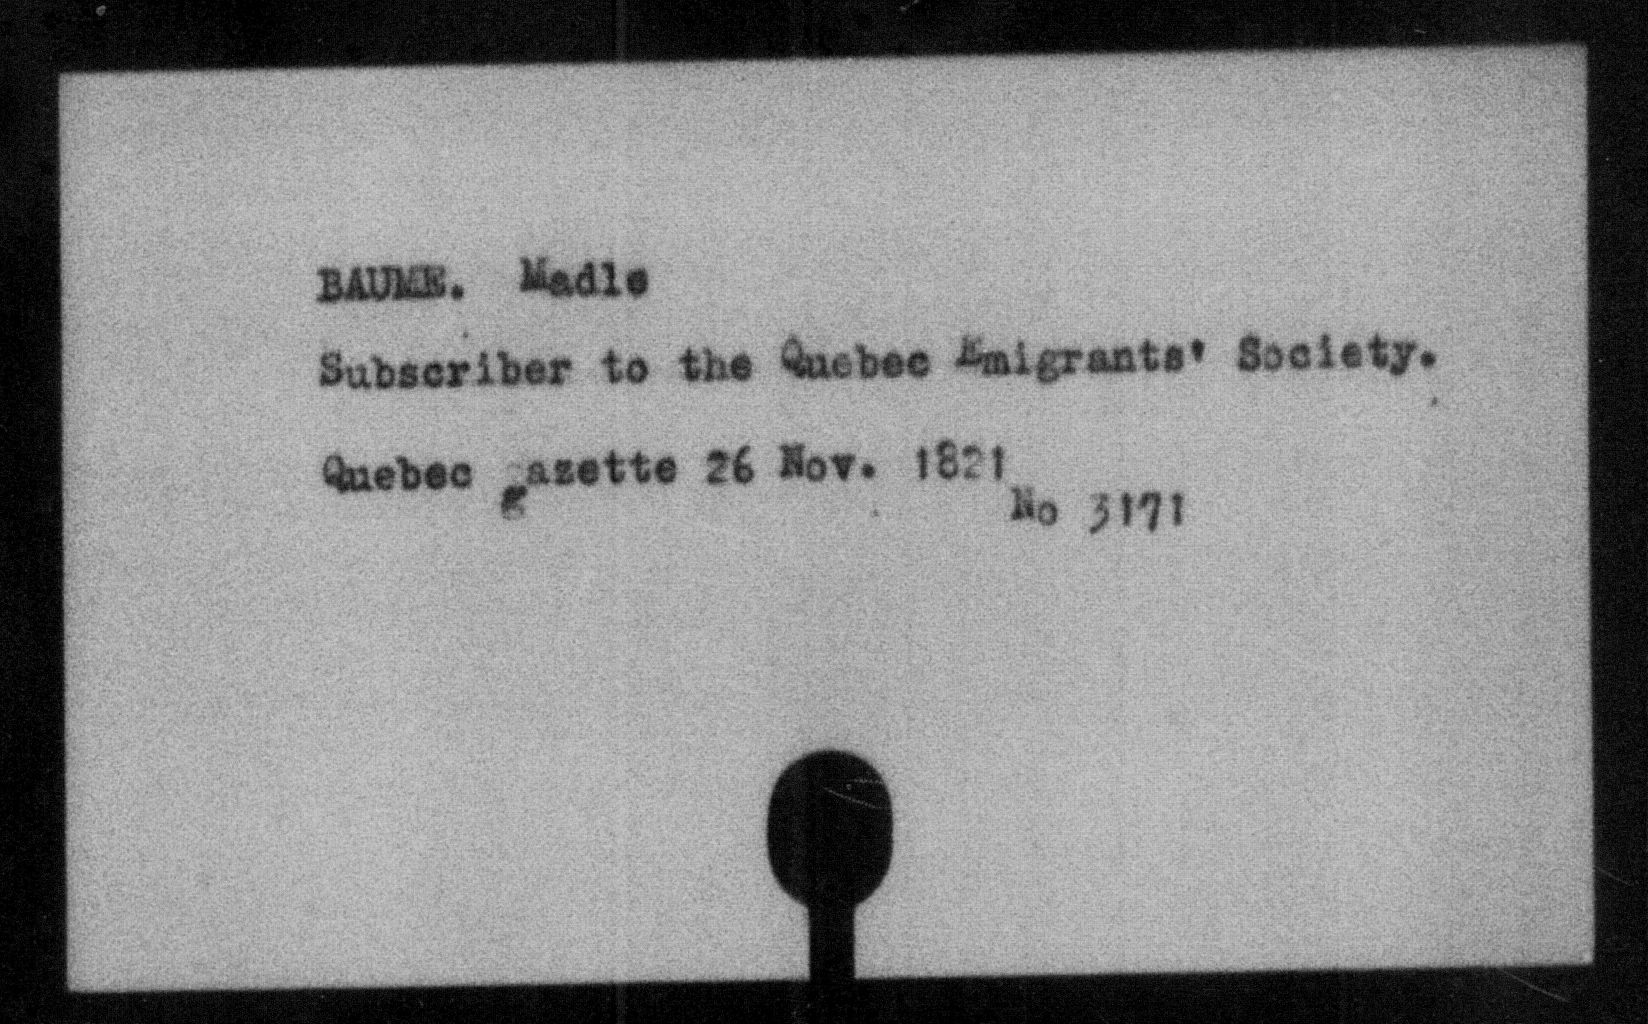 BAUME. Madle
Subscriber to the Quebec Emigrants' Society.
Quebec gazette 26 Nov. 1821
No 3171